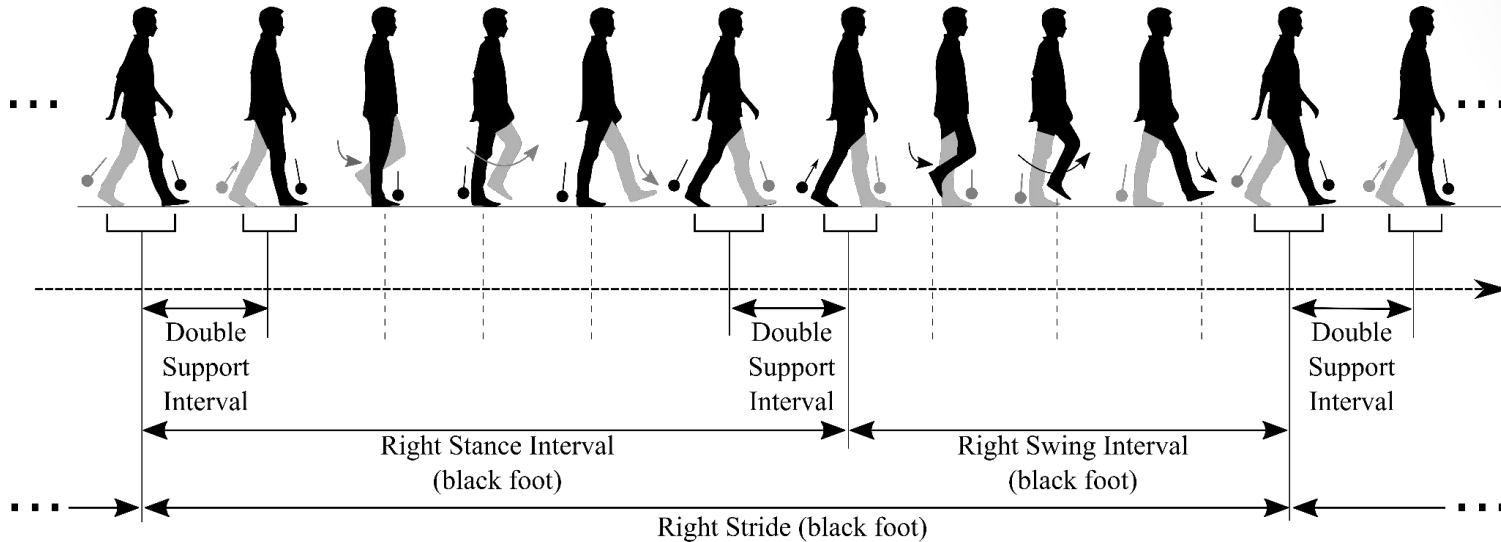 Double
Support
Interval
Double
Support
Interval
Double
Support
Interval
Right Stance Interval
(black foot)
Right Swing Interval
(black foot)
Right Stride (black foot)